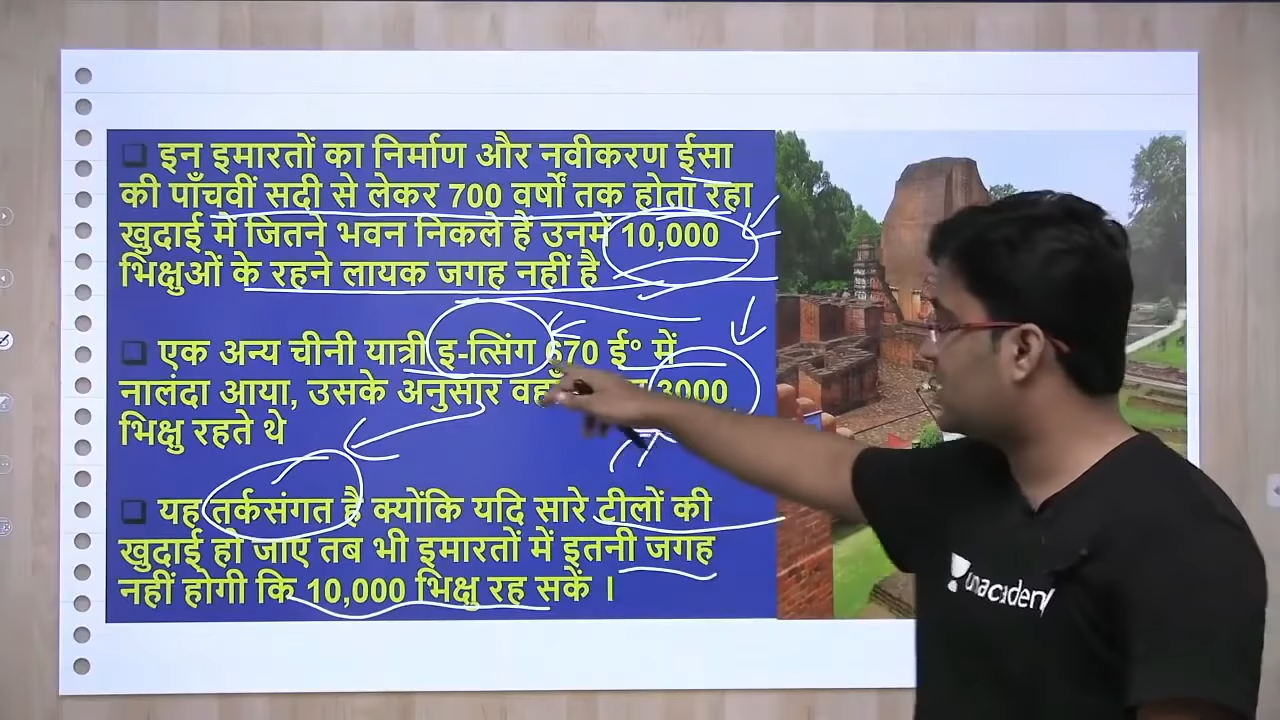 इन इमारतों का निर्माण और नवीकरण ईसा
की पाँचवीं सदी से लेकर 700 वर्षों तक होता रहा
खुदाई में जितने भवन निकले हैं उनमें 10,000
भिक्षुओं के रहने लायक जगह नहीं है
एक अन्य चीनी यात्री इ-त्सिंग 670 ई° में
नालंदा आया, उसके अनुसार 3000
भिक्षु रहते थे
यह तर्कसंगत है क्योंकि यदि सारे टीलों की
खुदाई हो जाए तब भी इमारतों में इतनी जगह
नहीं होगी कि 10,000 भिक्षु रह सकें ।